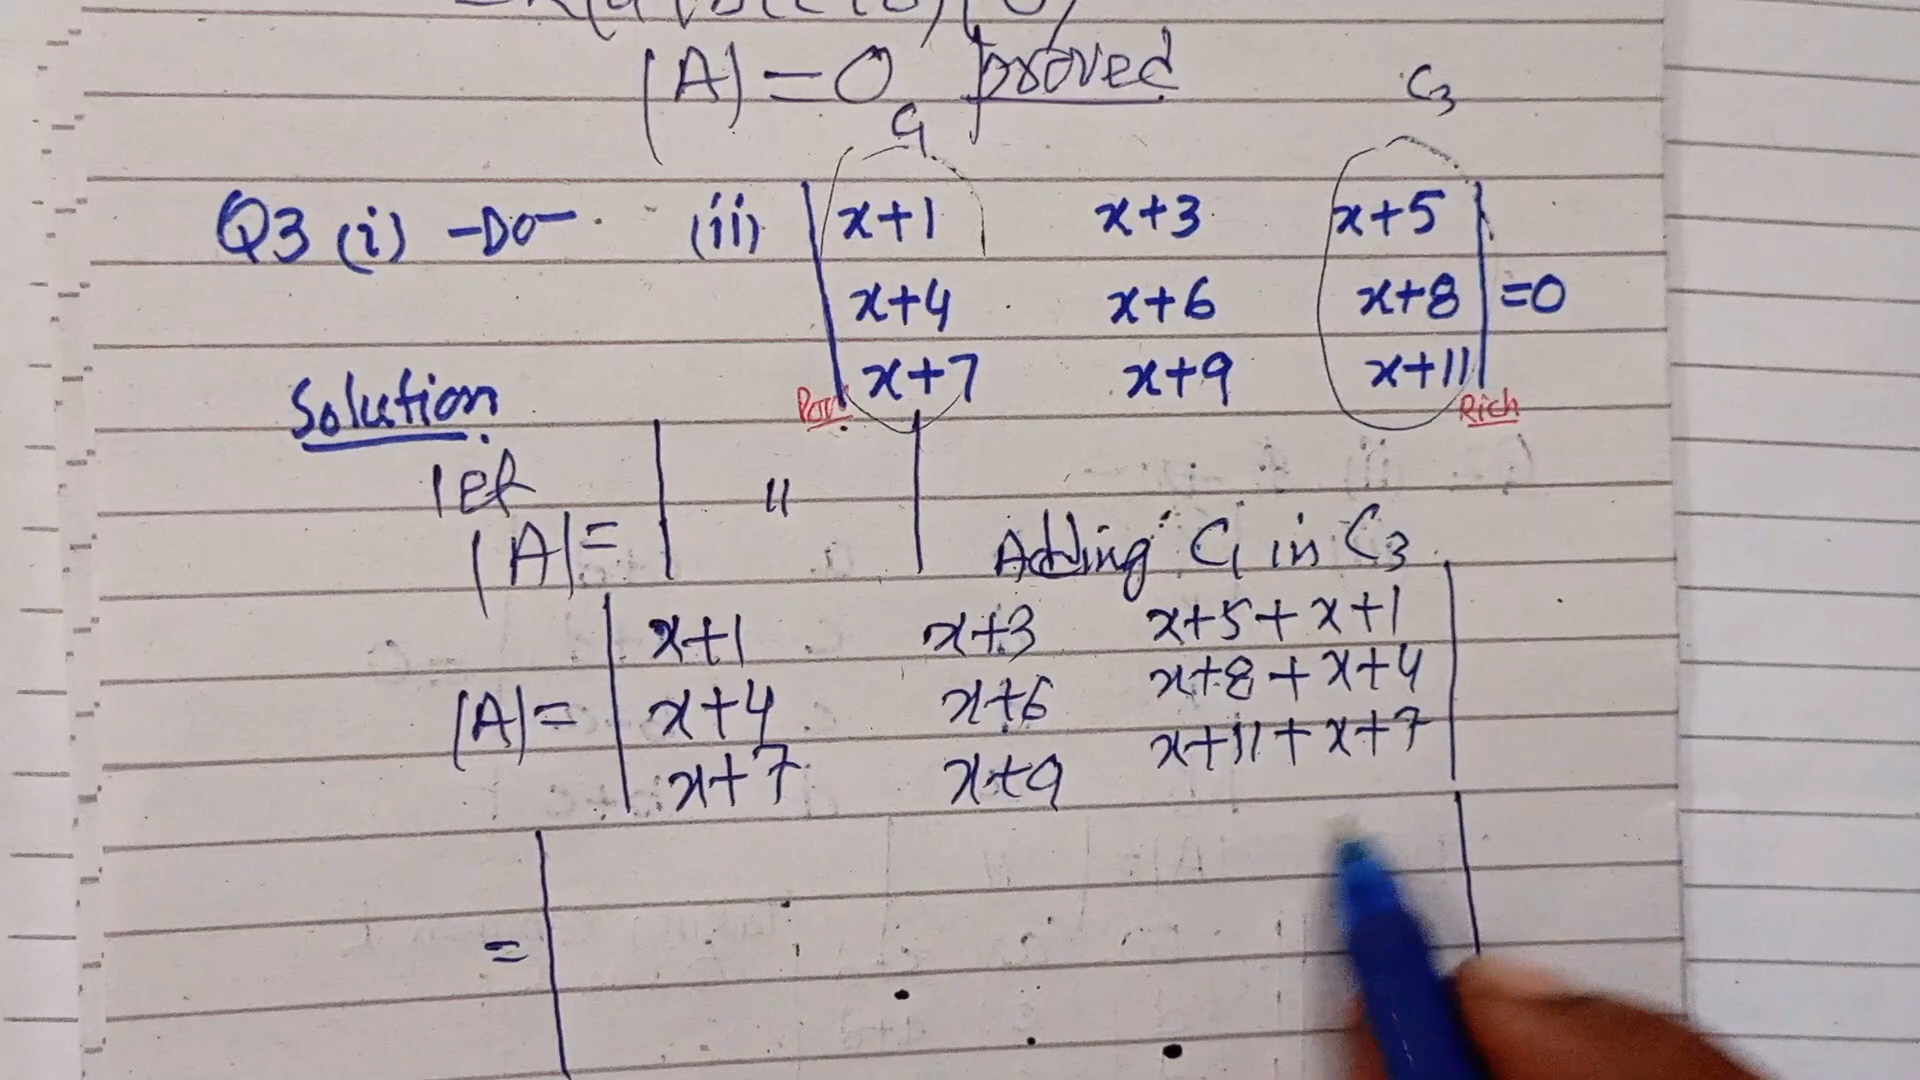 |A|=0 proved
C1 C3
Q3 (i) -Do- (ii) | x+1 x+3 x+5 |
| x+4 x+6 x+8 | =0
| x+7 x+9 x+11 |
Poor Rich
Solution.
let
|A|= | " | Adding C1 in C3
| x+1 x+3 x+5+x+1 |
|A|= | x+4 x+6 x+8+x+4 |
| x+7 x+9 x+11+x+7 |
= | |